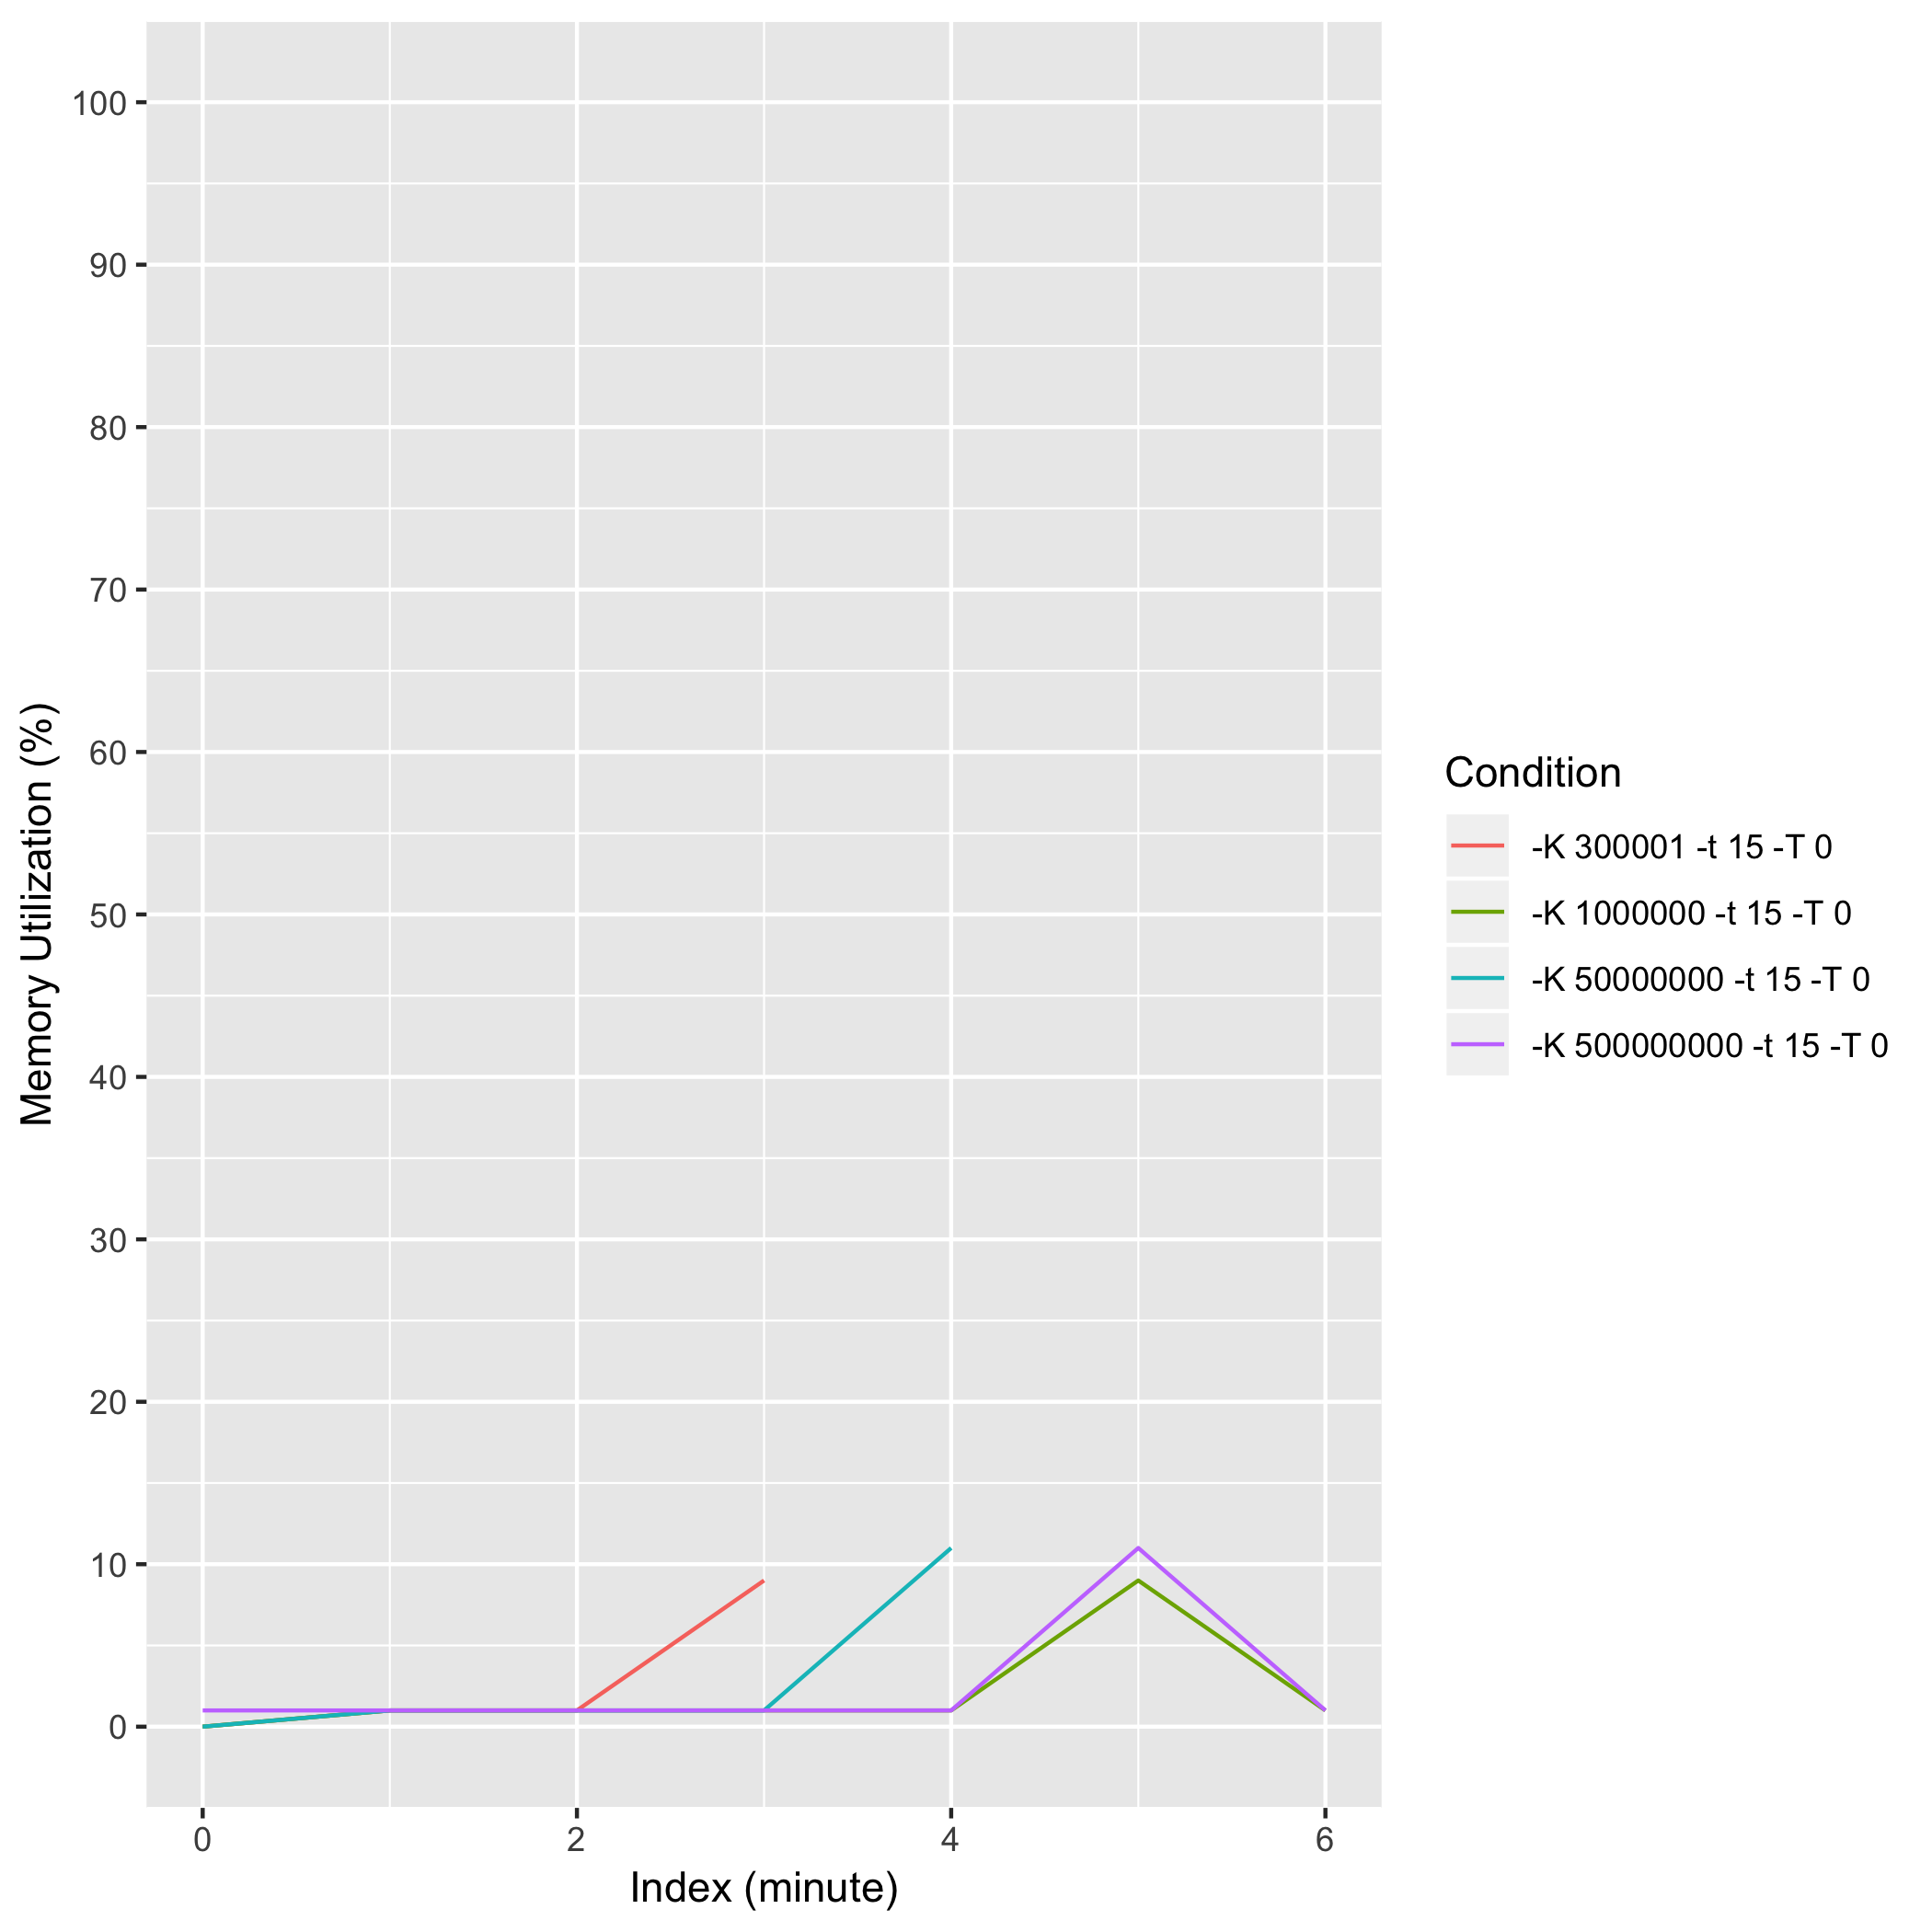 Memory Utilization (%)
100
90
80
70
60
50
40
30
20
10
0
0 2 4 6
Index (minute)
Condition
-K 300001 -t 15 -T 0
-K 1000000 -t 15 -T 0
-K 50000000 -t 15 -T 0
-K 500000000 -t 15 -T 0